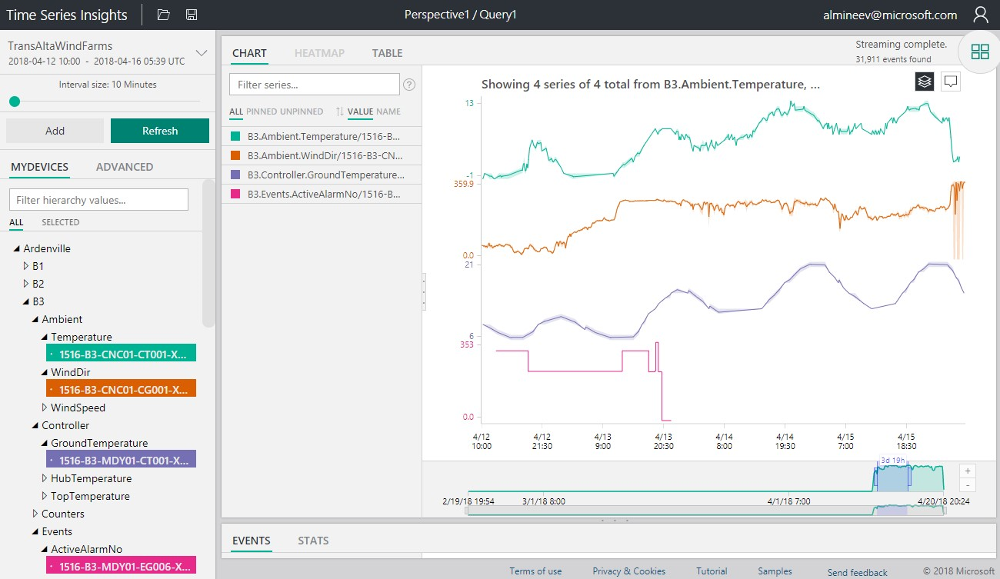 Time Series Insights
Perspective1 / Query1
almineev@microsoft.com
TransAltaWindFarms
2018-04-12 10:00 - 2018-04-16 05:39 UTC
Interval size: 10 Minutes
Add
Refresh
MYDEVICES
ADVANCED
Filter hierarchy values...
ALL
SELECTED
Ardenville
B1
B2
B3
Ambient
Temperature
1516-B3-CNC01-CT001-X...
WindDir
1516-B3-CNC01-CG001-X...
WindSpeed
Controller
GroundTemperature
1516-B3-MDY01-CT001-X...
HubTemperature
TopTemperature
Counters
Events
ActiveAlarmNo
1516-B3-MDY01-EG006-X...
CHART
HEATMAP
TABLE
Streaming complete.
31,911 events found
Filter series...
?
ALL PINNED UNPINNED
VALUE NAME
B3.Ambient.Temperature/1516-B...
B3.Ambient.WindDir/1516-B3-CN...
B3.Controller.GroundTemperature...
B3.Events.ActiveAlarmNo/1516-B...
Showing 4 series of 4 total from B3.Ambient.Temperature, ...
13
-1
359.9
0.0
21
6
353
0.0
4/12 10:00
4/12 21:30
4/13 9:00
4/13 20:30
4/14 8:00
4/14 19:30
4/15 7:00
4/15 18:30
3d 19h
+
-
2/19/18 19:54
3/1/18 8:00
4/1/18 7:00
4/20/18 20:24
EVENTS
STATS
Terms of use
Privacy & Cookies
Tutorial
Samples
Send feedback
© 2018 Microsoft